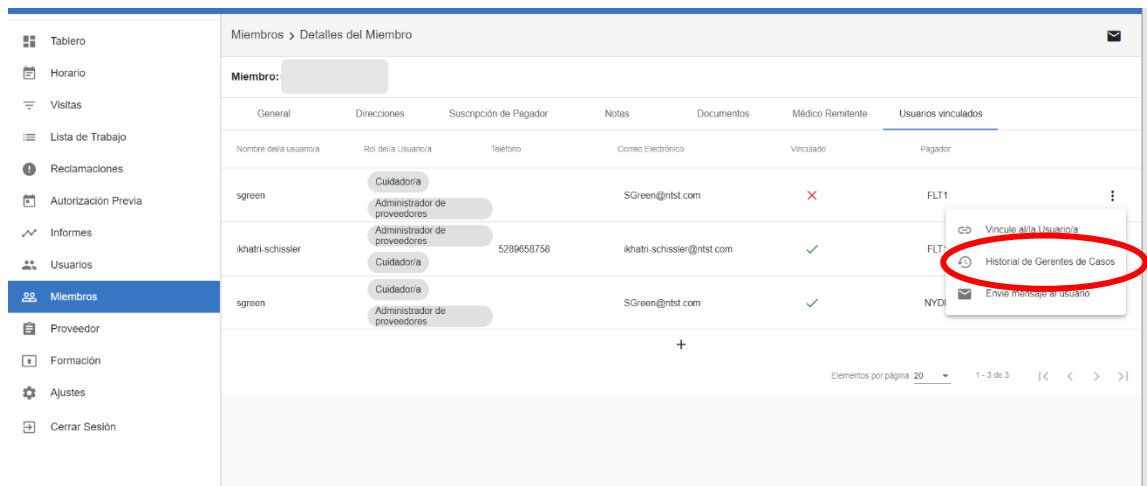 Tablero
Horario
Visitas
Lista de Trabajo
Reclamaciones
Autorización Previa
Informes
Usuarios
Miembros
Proveedor
Formación
Ajustes
Cerrar Sesión
Miembros > Detalles del Miembro
Miembro:
General Direcciones Suscripción de Pagador Notas Documentos Médico Remitente Usuarios vinculados
Nombre del/a usuario/a Rol del/a Usuario/a Teléfono Correo Electrónico Vinculado Pagador
sgreen Cuidador/a SGreen@ntst.com FLT1
Administrador de
proveedores
ikhatri-schissler Administrador de
proveedores 5289658758 ikhatri-schissler@ntst.com
Cuidador/a
sgreen Cuidador/a SGreen@ntst.com
Administrador de
proveedores
Vincule al/la Usuario/a
Historial de Gerentes de Casos
Envíe mensaje al usuario
+
Elementos por página 20 1 - 3 de 3